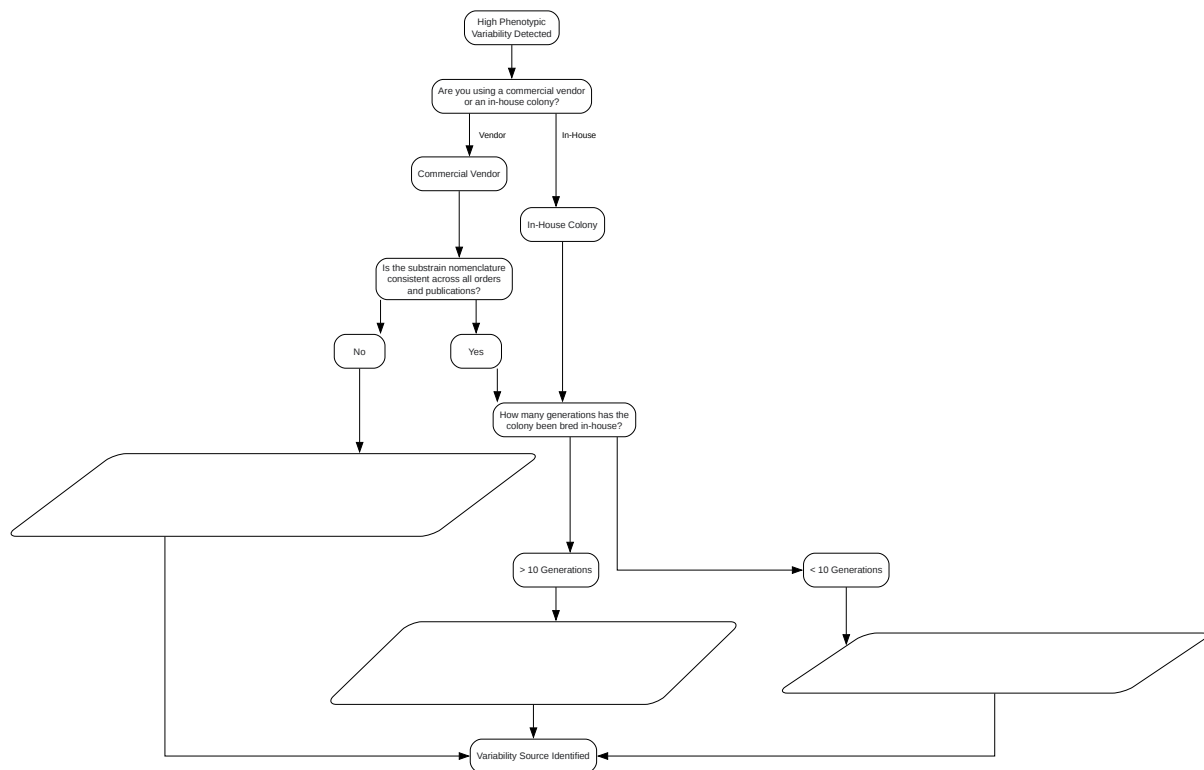 High Phenotypic
Variability Detected
Are you using a commercial vendor
or an in-house colony?
Vendor
In-House
Commercial Vendor
In-House Colony
Is the substrain nomenclature
consistent across all orders
and publications?
No
Yes
How many generations has the
colony been bred in-house?
> 10 Generations
< 10 Generations
Variability Source Identified